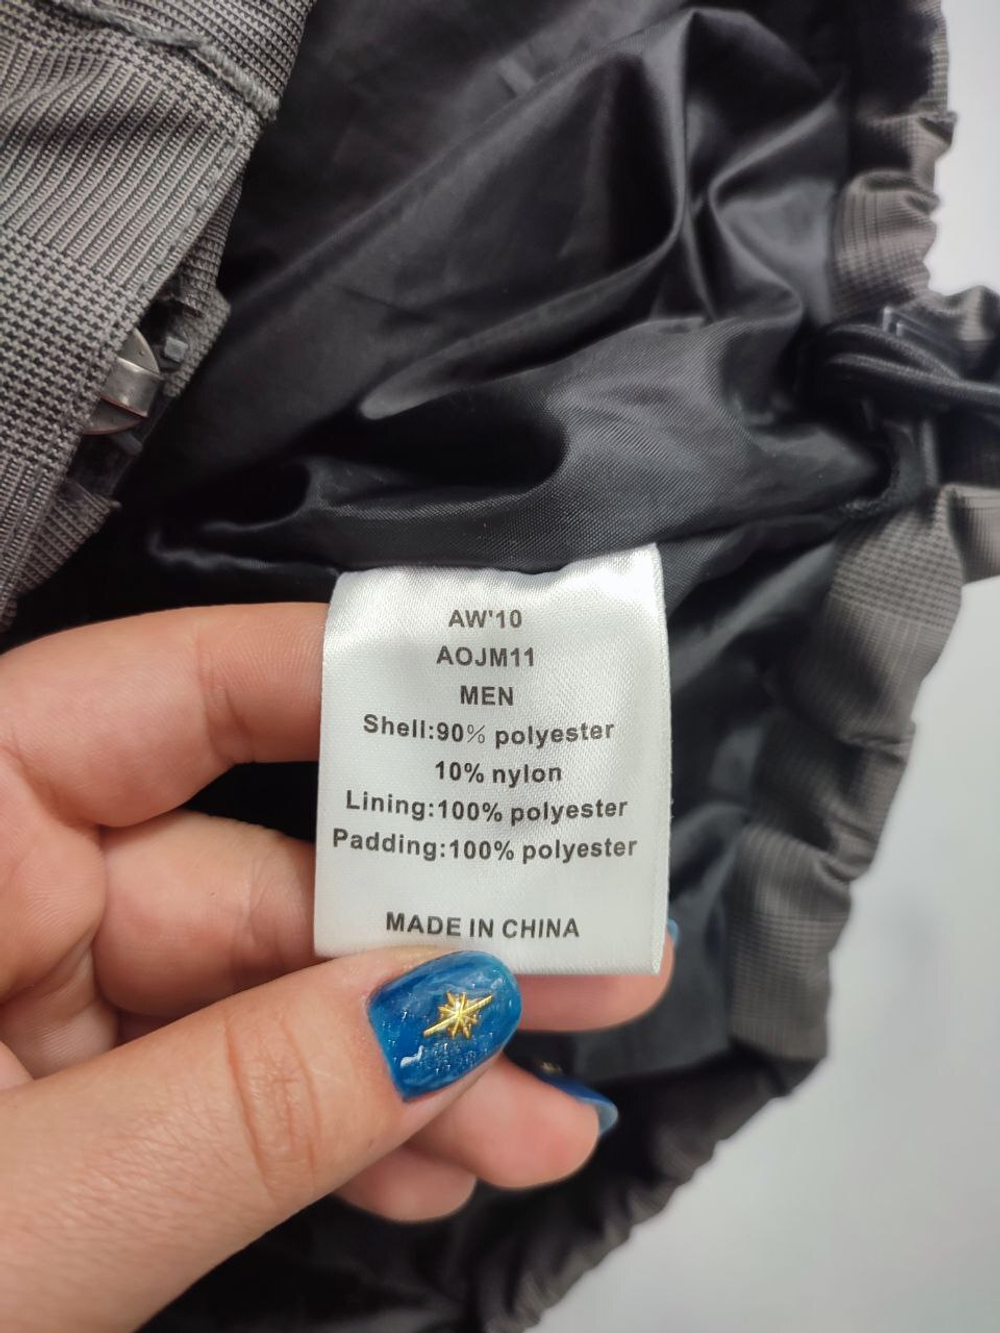 AW'10
AOJM11
MEN
Shell:90% polyester
10% nylon
Lining:100% polyester
Padding:100% polyester
MADE IN CHINA